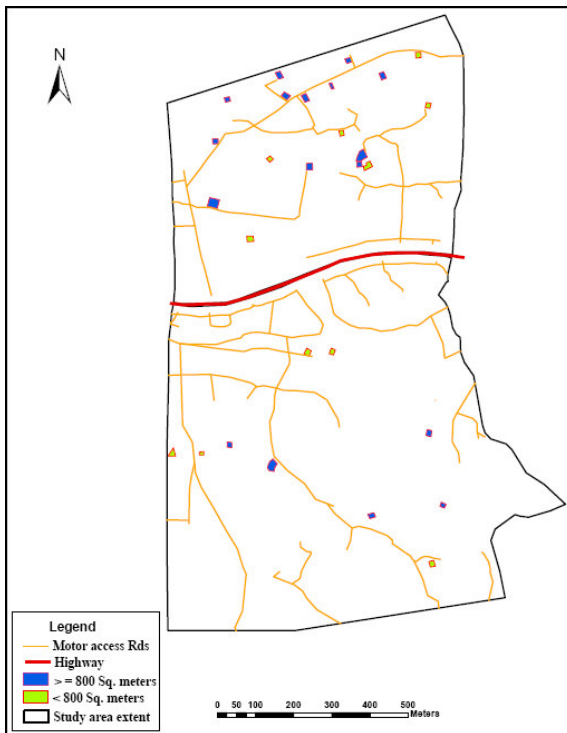 N
Legend
Motor access Rds
Highway
> = 800 Sq. meters
< 800 Sq. meters
Study area extent
0 50 100 200 300 400 500
Meters